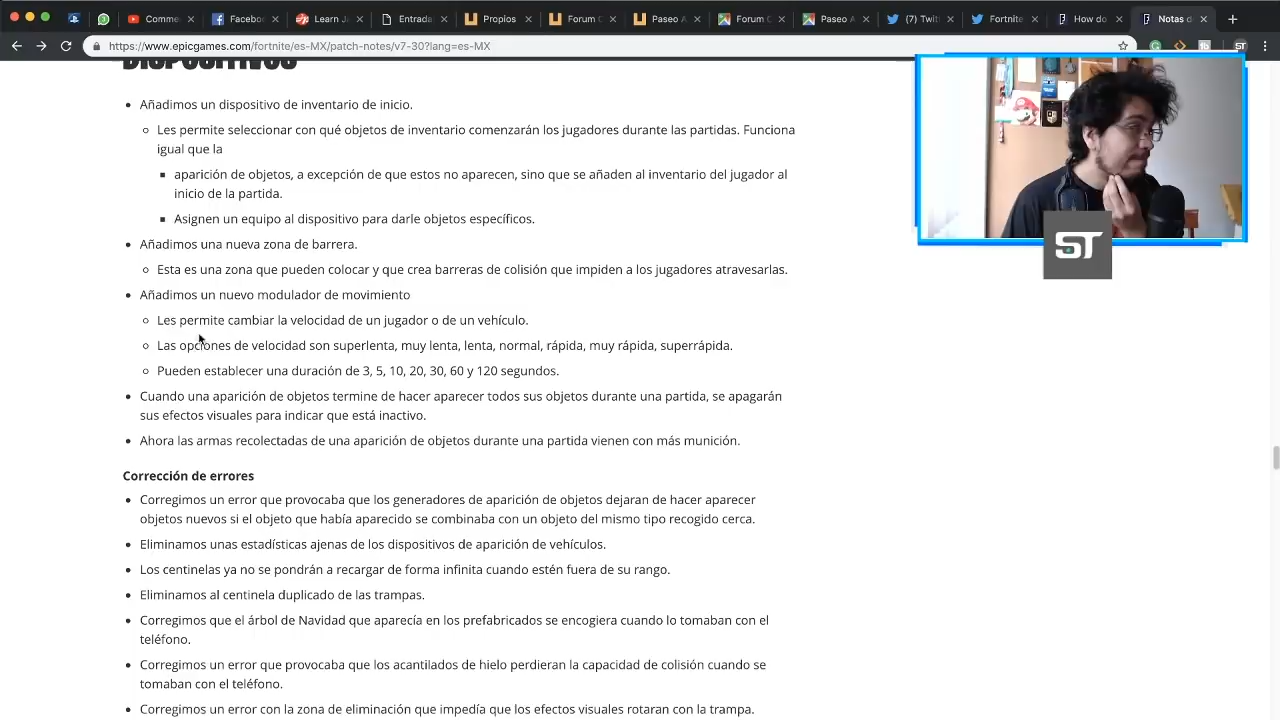 Comme
Facebo
Learn J
Entrada
Propios
Forum C
Paseo A
Forum C
Paseo A
(7) Twit
Fortnite
How do
Notas d
https://www.epicgames.com/fortnite/es-MX/patch-notes/v7-30?lang=es-MX
DISPOSITIVOS
• Añadimos un dispositivo de inventario de inicio.
Les permite seleccionar con qué objetos de inventario comenzarán los jugadores durante las partidas. Funciona
igual que la
aparición de objetos, a excepción de que estos no aparecen, sino que se añaden al inventario del jugador al
inicio de la partida.
Asignen un equipo al dispositivo para darle objetos específicos.
• Añadimos una nueva zona de barrera.
Esta es una zona que pueden colocar y que crea barreras de colisión que impiden a los jugadores atravesarlas.
• Añadimos un nuevo modulador de movimiento
Les permite cambiar la velocidad de un jugador o de un vehículo.
Las opciones de velocidad son superlenta, muy lenta, lenta, normal, rápida, muy rápida, superrápida.
Pueden establecer una duración de 3, 5, 10, 20, 30, 60 y 120 segundos.
• Cuando una aparición de objetos termine de hacer aparecer todos sus objetos durante una partida, se apagarán
sus efectos visuales para indicar que está inactivo.
• Ahora las armas recolectadas de una aparición de objetos durante una partida vienen con más munición.
Corrección de errores
• Corregimos un error que provocaba que los generadores de aparición de objetos dejaran de hacer aparecer
objetos nuevos si el objeto que había aparecido se combinaba con un objeto del mismo tipo recogido cerca.
• Eliminamos unas estadísticas ajenas de los dispositivos de aparición de vehículos.
• Los centinelas ya no se pondrán a recargar de forma infinita cuando estén fuera de su rango.
• Eliminamos al centinela duplicado de las trampas.
• Corregimos que el árbol de Navidad que aparecía en los prefabricados se encogiera cuando lo tomaban con el
teléfono.
• Corregimos un error que provocaba que los acantilados de hielo perdieran la capacidad de colisión cuando se
tomaban con el teléfono.
• Corregimos un error con la zona de eliminación que impedía que los efectos visuales rotaran con la trampa.
ST